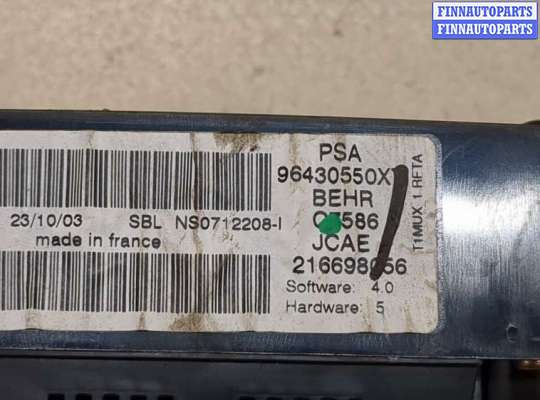 FINNAUTOPARTS
FINNAUTOPARTS
PSA
96430550X
BEHR
JCAE
Software: 4.0
Hardware: 5
T1MUX 1 RFTA
23/10/03 SBL NS0712208-I
made in france